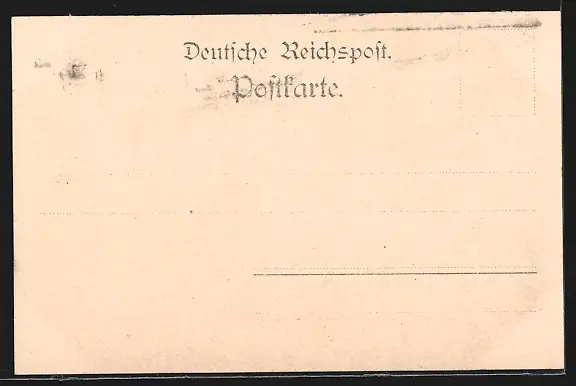 Deutsche Reichspost.
Postkarte.